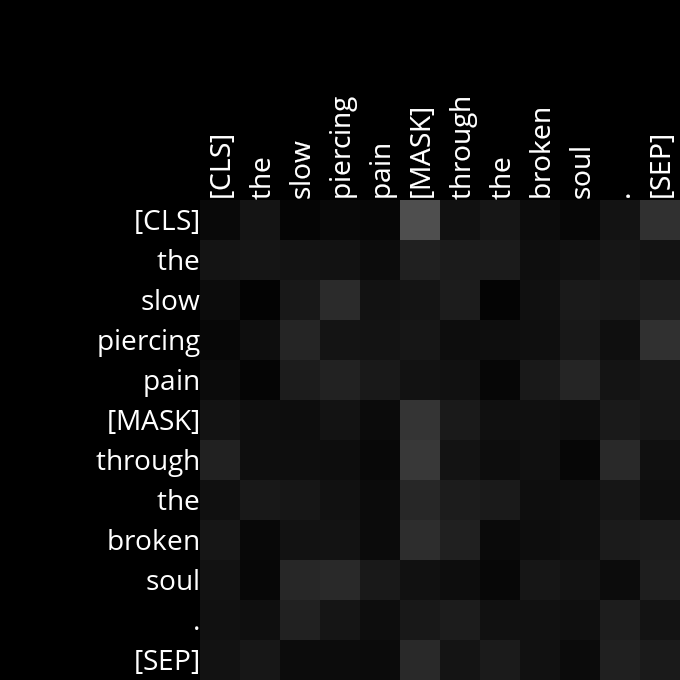 [CLS] the slow piercing pain [MASK] through the broken soul . [SEP]
[CLS]
the
slow
piercing
pain
[MASK]
through
the
broken
soul
.
[SEP]